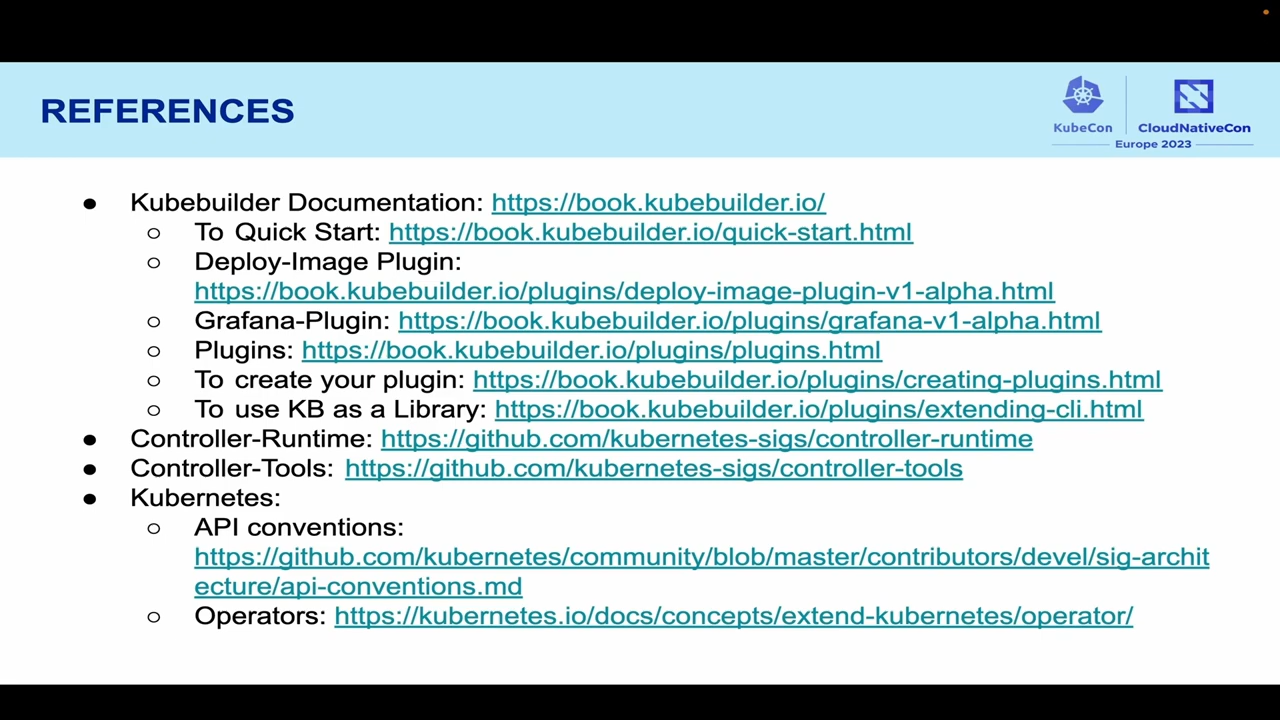 REFERENCES
KubeCon
CloudNativeCon
Europe 2023
● Kubebuilder Documentation: https://book.kubebuilder.io/
○ To Quick Start: https://book.kubebuilder.io/quick-start.html
○ Deploy-Image Plugin:
https://book.kubebuilder.io/plugins/deploy-image-plugin-v1-alpha.html
○ Grafana-Plugin: https://book.kubebuilder.io/plugins/grafana-v1-alpha.html
○ Plugins: https://book.kubebuilder.io/plugins/plugins.html
○ To create your plugin: https://book.kubebuilder.io/plugins/creating-plugins.html
○ To use KB as a Library: https://book.kubebuilder.io/plugins/extending-cli.html
● Controller-Runtime: https://github.com/kubernetes-sigs/controller-runtime
● Controller-Tools: https://github.com/kubernetes-sigs/controller-tools
● Kubernetes:
○ API conventions:
https://github.com/kubernetes/community/blob/master/contributors/devel/sig-archit
ecture/api-conventions.md
○ Operators: https://kubernetes.io/docs/concepts/extend-kubernetes/operator/